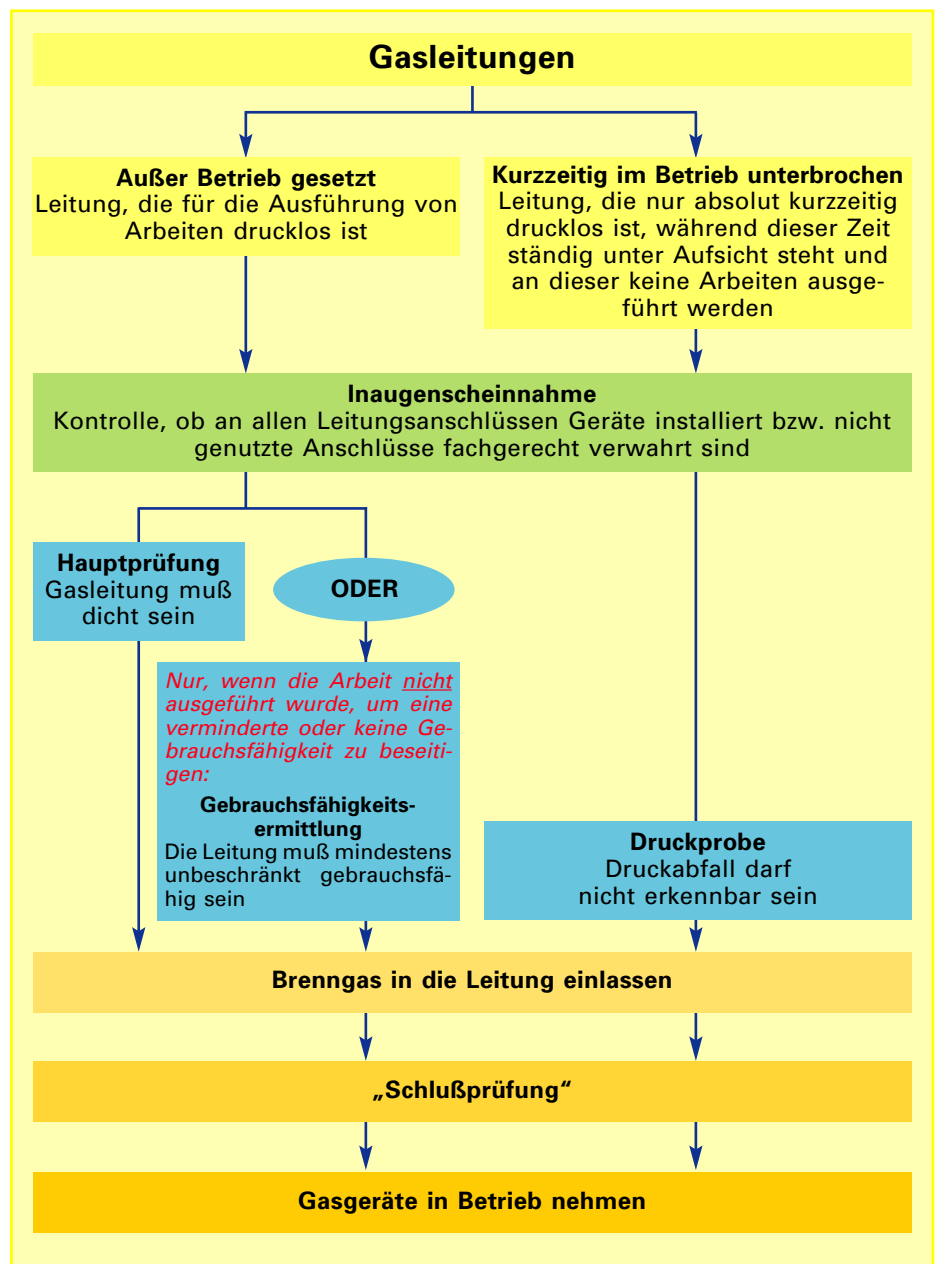 Gasleitungen
Außer Betrieb gesetzt
Leitung, die für die Ausführung von
Arbeiten drucklos ist
Kurzzeitig im Betrieb unterbrochen
Leitung, die nur absolut kurzzeitig
drucklos ist, während dieser Zeit
ständig unter Aufsicht steht und
an dieser keine Arbeiten ausge-
führt werden
Inaugenscheinnahme
Kontrolle, ob an allen Leitungsanschlüssen Geräte installiert bzw. nicht
genutzte Anschlüsse fachgerecht verwahrt sind
Hauptprüfung
Gasleitung muß
dicht sein
ODER
Nur, wenn die Arbeit nicht
ausgeführt wurde, um eine
verminderte oder keine Ge-
brauchsfähigkeit zu beseiti-
gen:
Gebrauchsfähigkeits-
ermittlung
Die Leitung muß mindestens
unbeschränkt gebrauchsfä-
hig sein
Druckprobe
Druckabfall darf
nicht erkennbar sein
Brenngas in die Leitung einlassen
„Schlußprüfung“
Gasgeräte in Betrieb nehmen